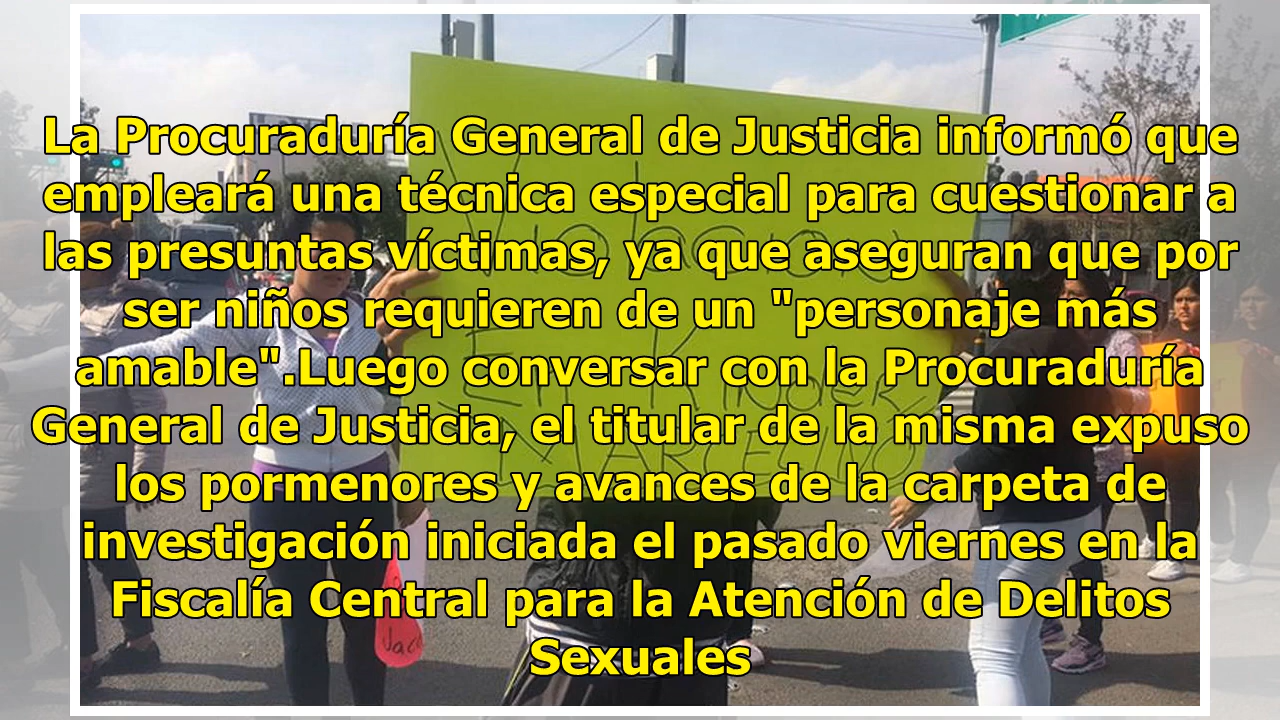 La Procuraduría General de Justicia informó que
empleará una técnica especial para cuestionar a
las presuntas víctimas, ya que aseguran que por
ser niños requieren de un "personaje más
amable".Luego conversar con la Procuraduría
General de Justicia, el titular de la misma expuso
los pormenores y avances de la carpeta de
investigación iniciada el pasado viernes en la
Fiscalía Central para la Atención de Delitos
Sexuales
En Kinder
MARCELINO